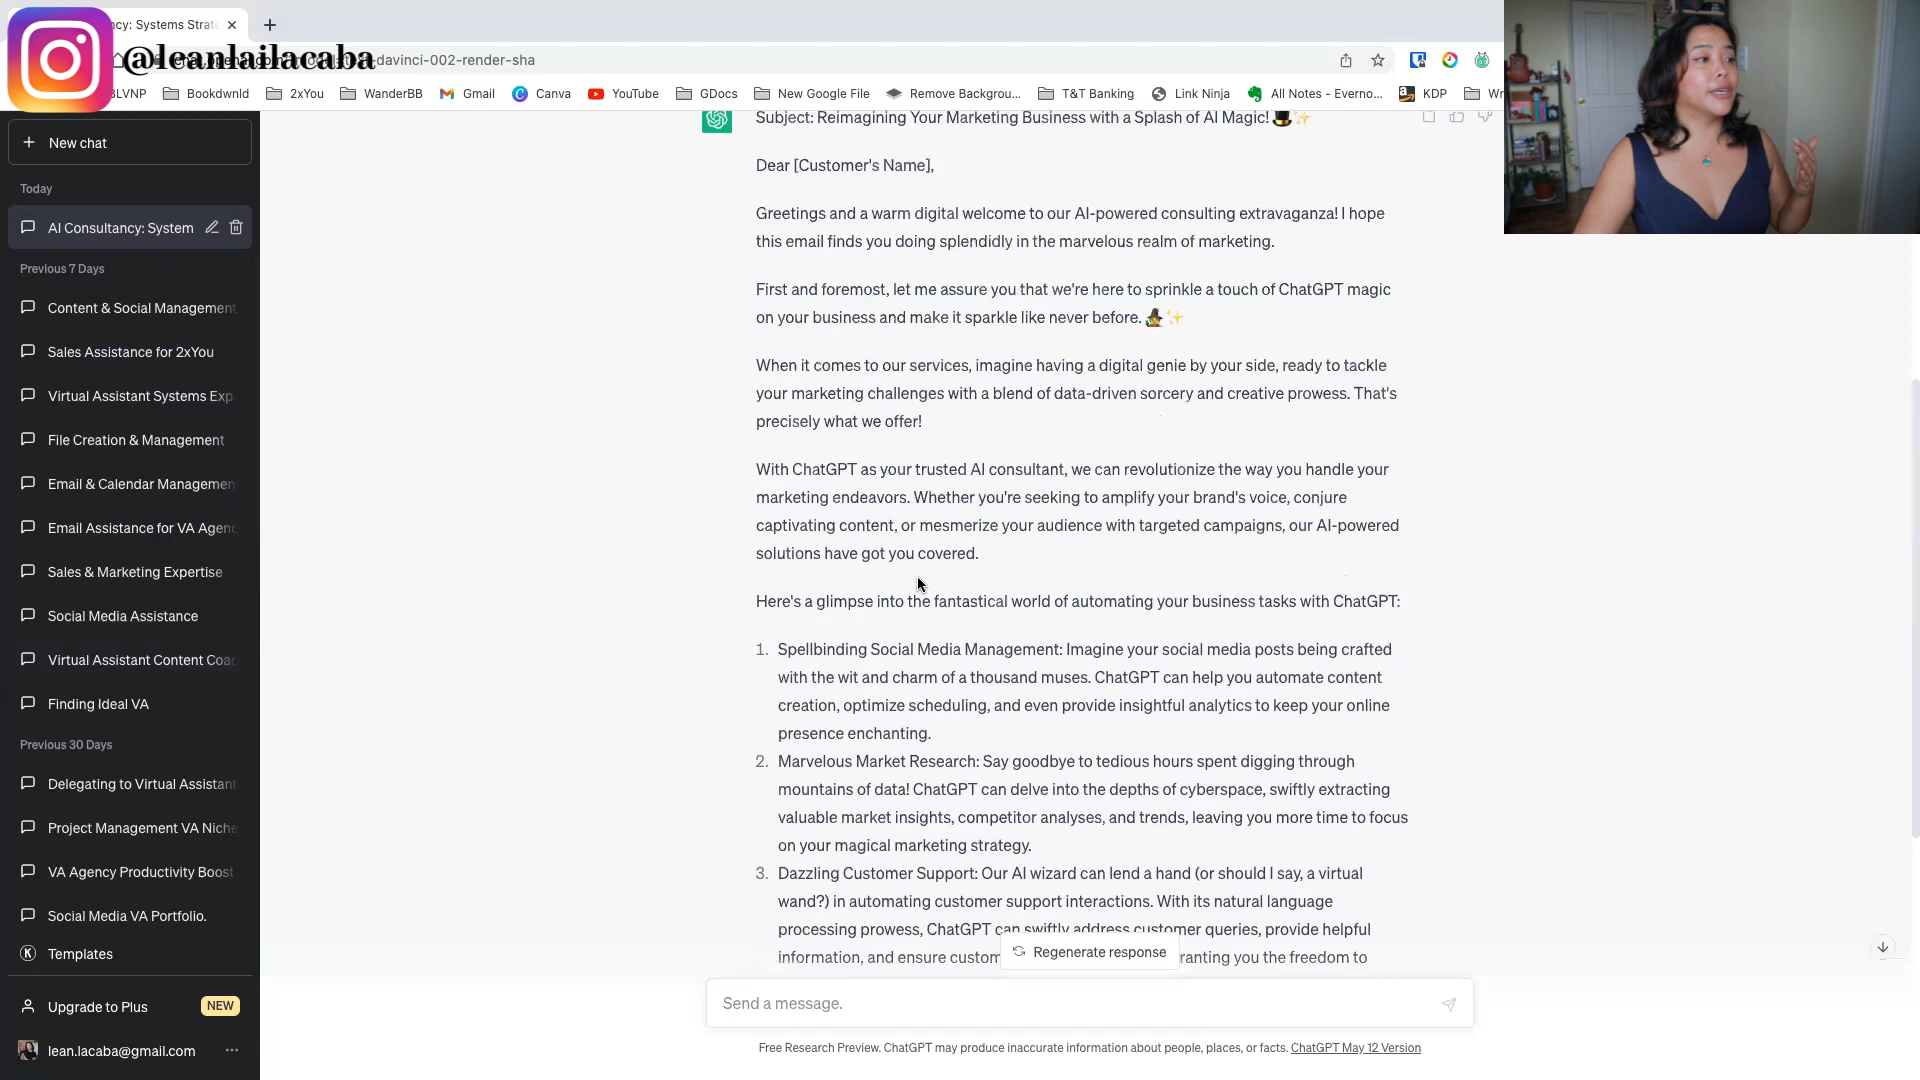 ncy: Systems Strate
@leanlailacaba
davinci-002-render-sha
BLVNP
Bookdwnld
2xYou
WanderBB
Gmail
Canva
YouTube
GDocs
New Google File
Remove Backgrou...
T&T Banking
Link Ninja
All Notes - Everno...
KDP
Wr
New chat
Today
AI Consultancy: System
Previous 7 Days
Content & Social Management
Sales Assistance for 2xYou
Virtual Assistant Systems Exp
File Creation & Management
Email & Calendar Managemen
Email Assistance for VA Agenc
Sales & Marketing Expertise
Social Media Assistance
Virtual Assistant Content Coa
Finding Ideal VA
Previous 30 Days
Delegating to Virtual Assistant
Project Management VA Niche
VA Agency Productivity Boost
Social Media VA Portfolio.
Templates
Upgrade to Plus
NEW
lean.lacaba@gmail.com
Subject: Reimagining Your Marketing Business with a Splash of AI Magic! 🎩✨
Dear [Customer's Name],
Greetings and a warm digital welcome to our AI-powered consulting extravaganza! I hope
this email finds you doing splendidly in the marvelous realm of marketing.
First and foremost, let me assure you that we're here to sprinkle a touch of ChatGPT magic
on your business and make it sparkle like never before. 🧙✨
When it comes to our services, imagine having a digital genie by your side, ready to tackle
your marketing challenges with a blend of data-driven sorcery and creative prowess. That's
precisely what we offer!
With ChatGPT as your trusted AI consultant, we can revolutionize the way you handle your
marketing endeavors. Whether you're seeking to amplify your brand's voice, conjure
captivating content, or mesmerize your audience with targeted campaigns, our AI-powered
solutions have got you covered.
Here's a glimpse into the fantastical world of automating your business tasks with ChatGPT:
1. Spellbinding Social Media Management: Imagine your social media posts being crafted
with the wit and charm of a thousand muses. ChatGPT can help you automate content
creation, optimize scheduling, and even provide insightful analytics to keep your online
presence enchanting.
2. Marvelous Market Research: Say goodbye to tedious hours spent digging through
mountains of data! ChatGPT can delve into the depths of cyberspace, swiftly extracting
valuable market insights, competitor analyses, and trends, leaving you more time to focus
on your magical marketing strategy.
3. Dazzling Customer Support: Our AI wizard can lend a hand (or should I say, a virtual
wand?) in automating customer support interactions. With its natural language
processing prowess, ChatGPT can swiftly address customer queries, provide helpful
information, and ensure custom ranting you the freedom to
Regenerate response
Send a message.
Free Research Preview. ChatGPT may produce inaccurate information about people, places, or facts. ChatGPT May 12 Version